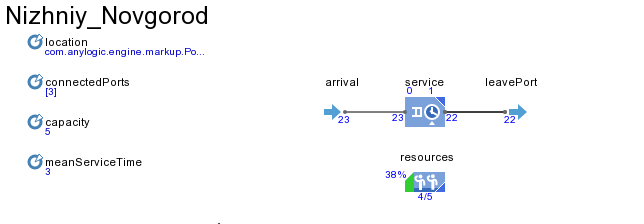 Nizhniy_Novgorod
location
com.anylogic.engine.markup.Po...
connectedPorts
[3]
capacity
5
meanServiceTime
3
arrival
service
leavePort
0 1
23
23
22
22
resources
38%
4/5